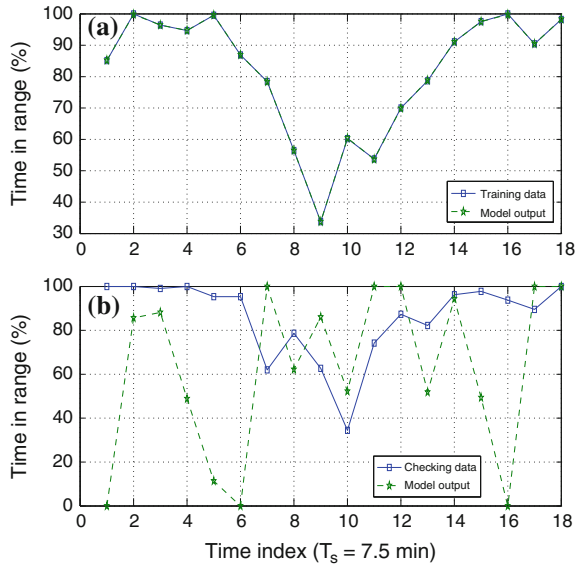 (a)
Time in range (%)
100
90
80
70
60
50
40
30
Training data
Model output
0 2 4 6 8 10 12 14 16 18
(b)
Time in range (%)
100
80
60
40
20
0
Checking data
Model output
0 2 4 6 8 10 12 14 16 18
Time index (Ts = 7.5 min)